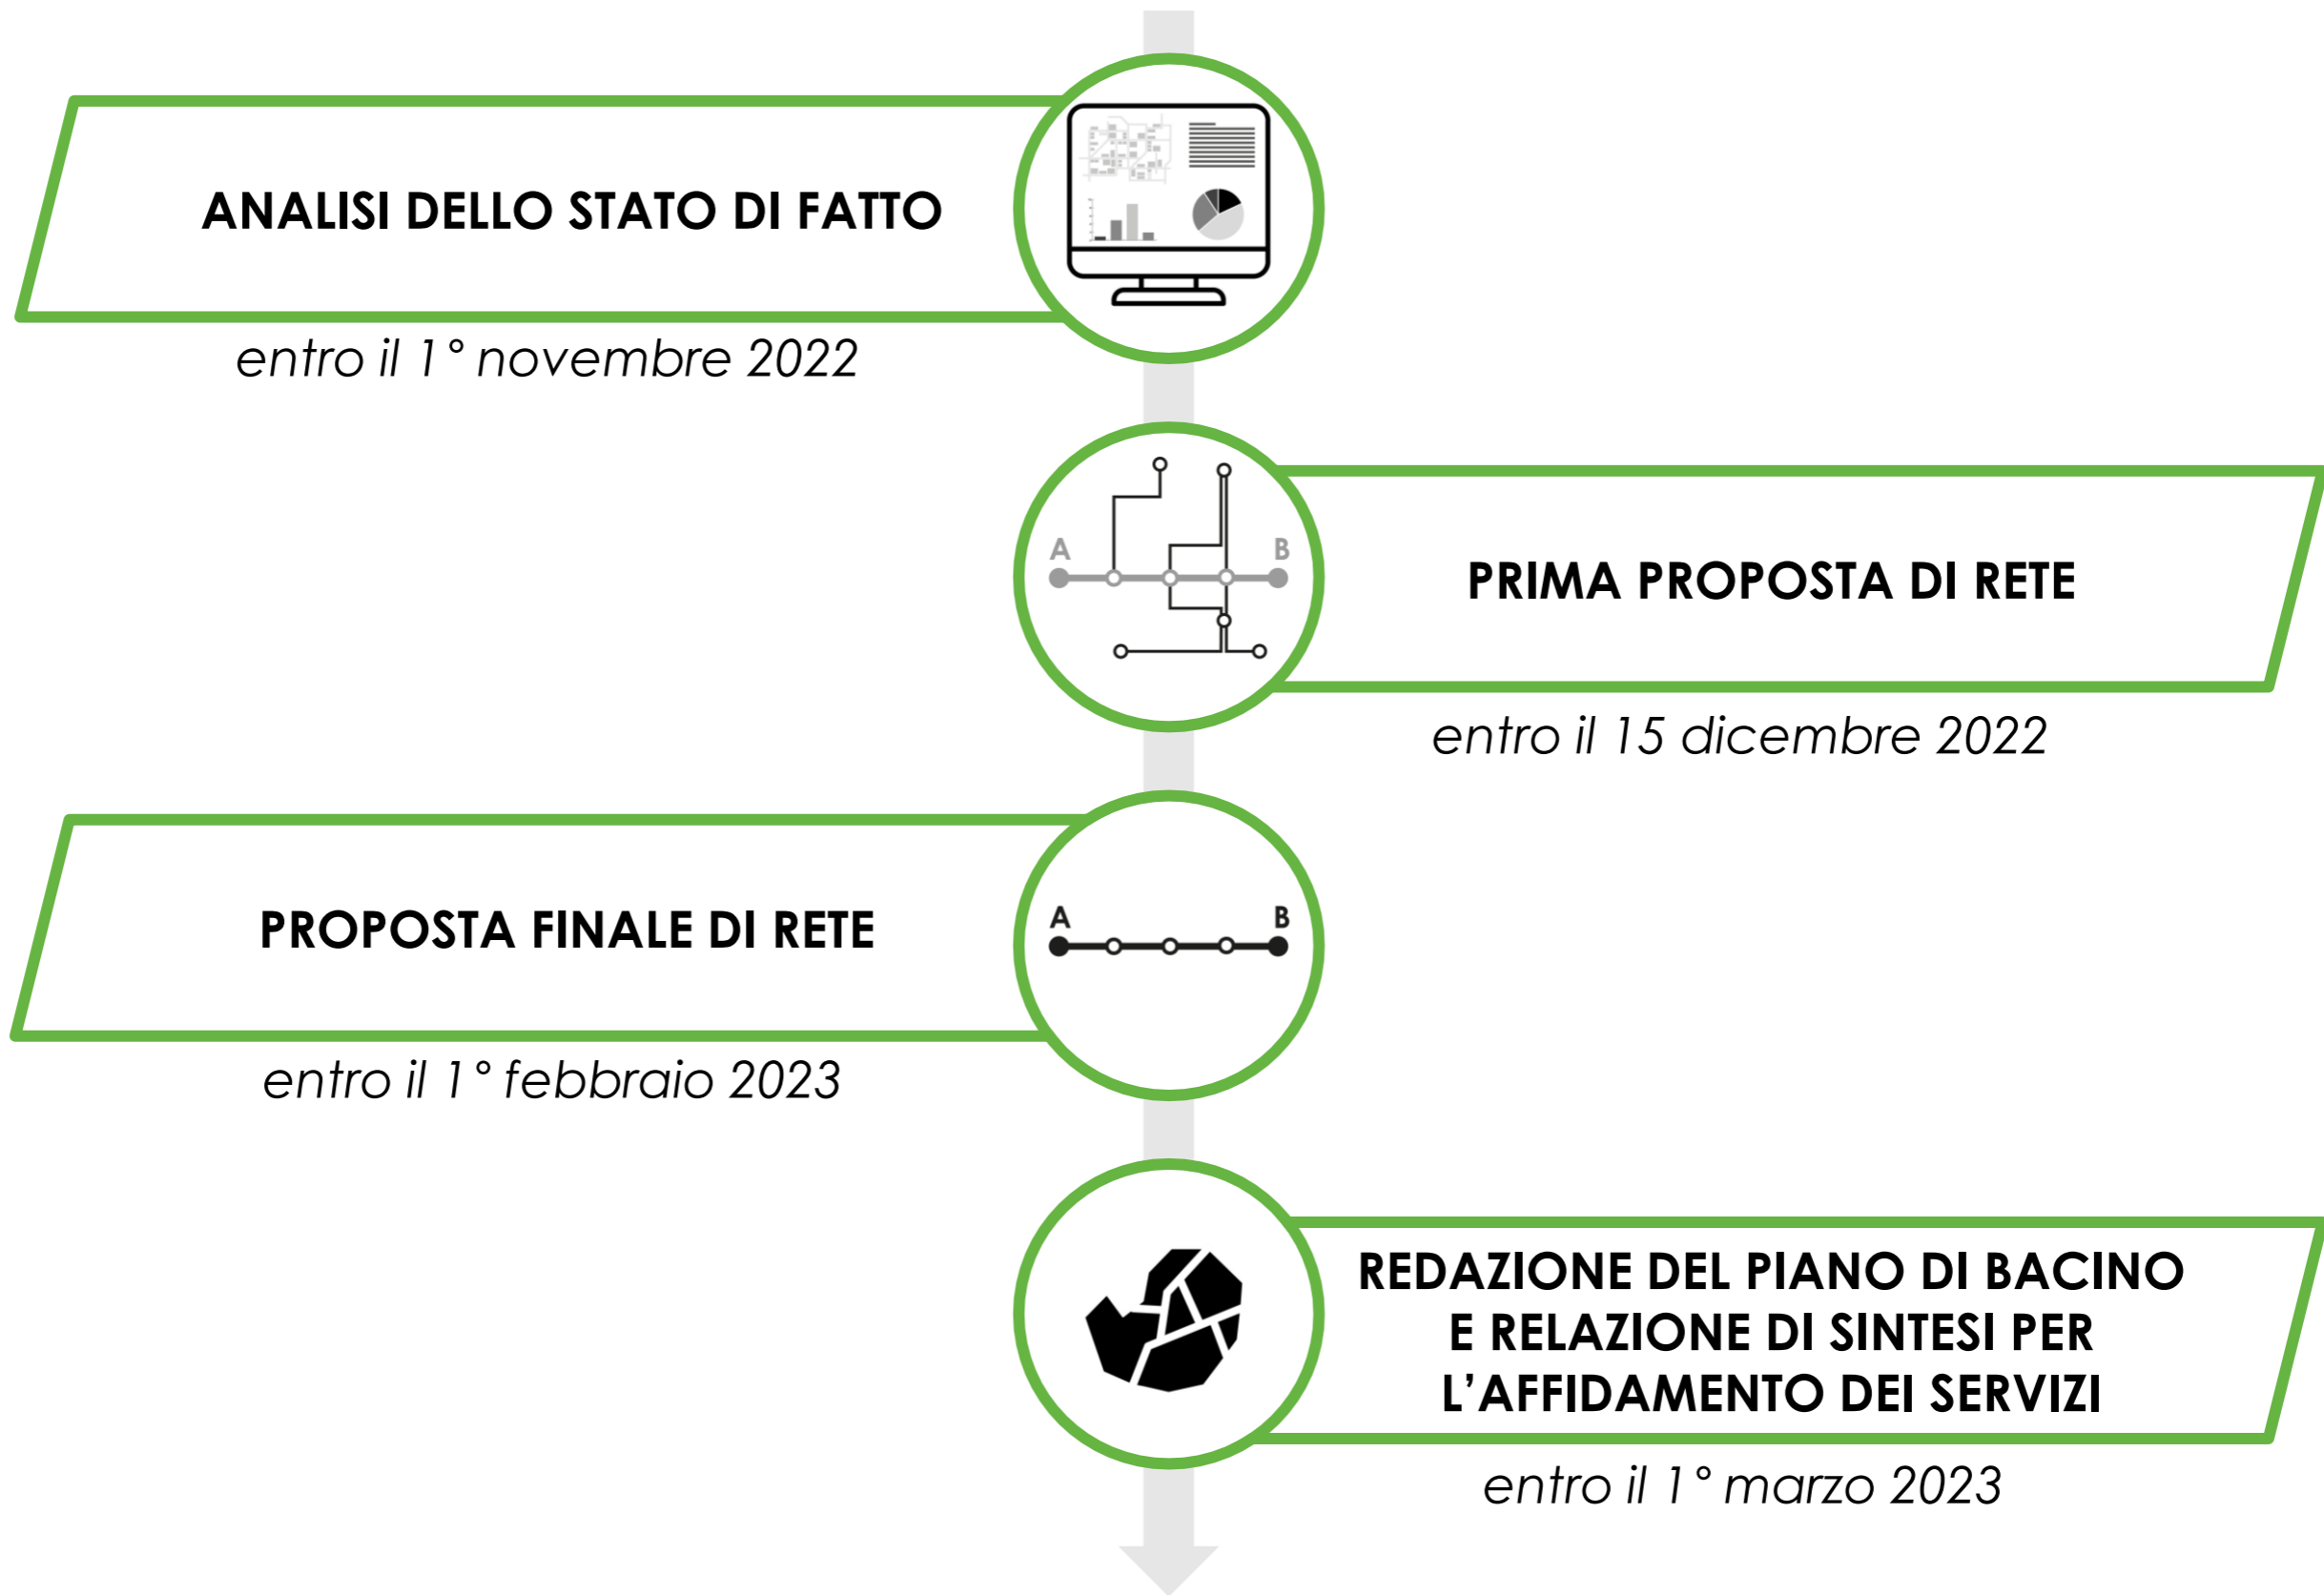 ANALISI DELLO STATO DI FATTO
entro il 1° novembre 2022
A B
PRIMA PROPOSTA DI RETE
entro il 15 dicembre 2022
PROPOSTA FINALE DI RETE
A B
entro il 1° febbraio 2023
REDAZIONE DEL PIANO DI BACINO
E RELAZIONE DI SINTESI PER
L’AFFIDAMENTO DEI SERVIZI
entro il 1° marzo 2023